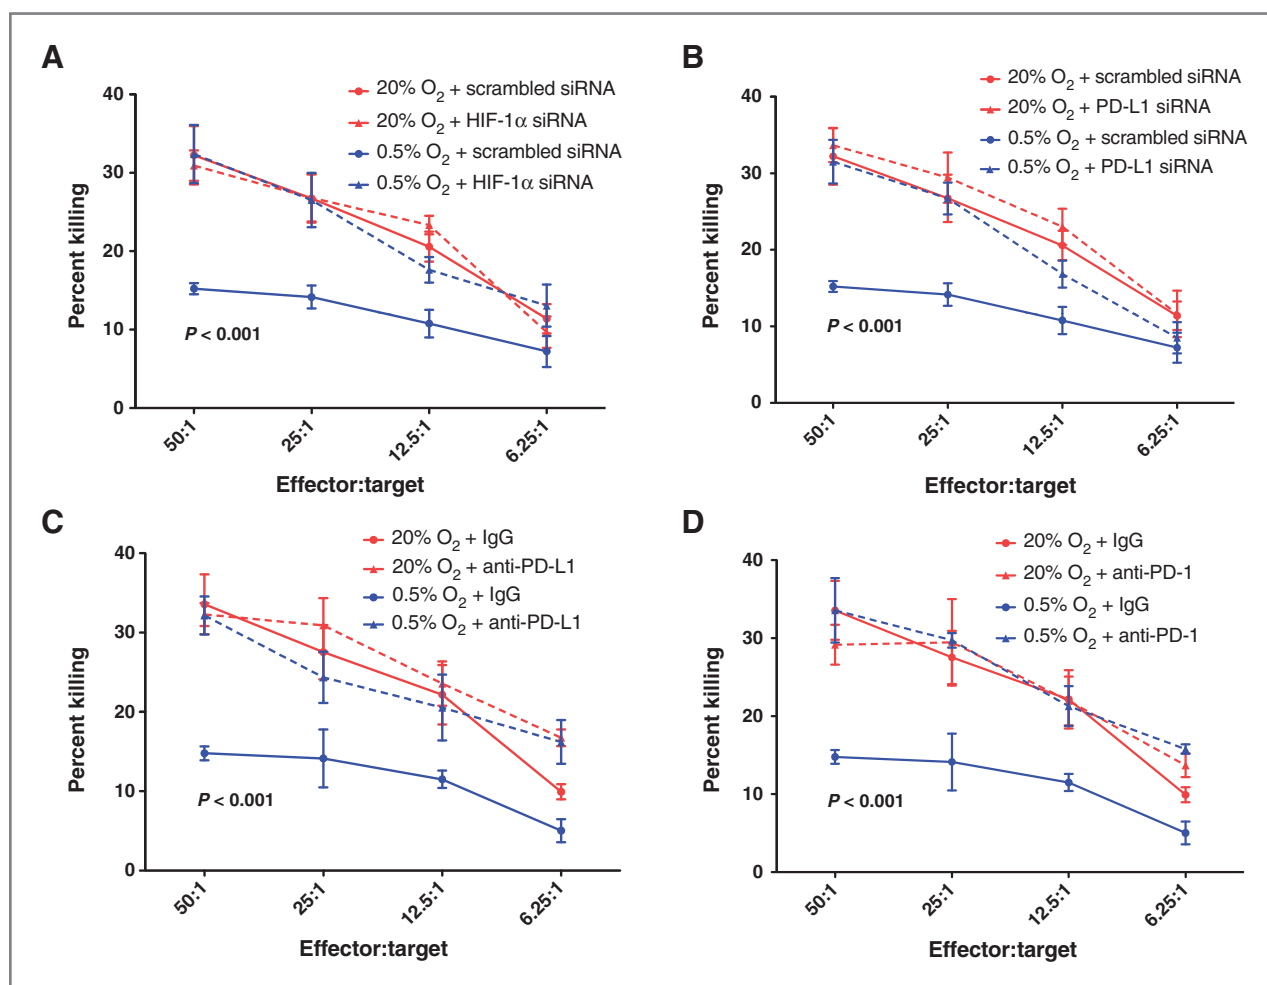 A
20% O2 + scrambled siRNA
20% O2 + HIF-1α siRNA
0.5% O2 + scrambled siRNA
0.5% O2 + HIF-1α siRNA
Percent killing
40
30
20
10
0
P < 0.001
50:1
25:1
12.5:1
6.25:1
Effector:target
B
20% O2 + scrambled siRNA
20% O2 + PD-L1 siRNA
0.5% O2 + scrambled siRNA
0.5% O2 + PD-L1 siRNA
Percent killing
40
30
20
10
0
P < 0.001
50:1
25:1
12.5:1
6.25:1
Effector:target
C
20% O2 + IgG
20% O2 + anti-PD-L1
0.5% O2 + IgG
0.5% O2 + anti-PD-L1
Percent killing
40
30
20
10
0
P < 0.001
50:1
25:1
12.5:1
6.25:1
Effector:target
D
20% O2 + IgG
20% O2 + anti-PD-1
0.5% O2 + IgG
0.5% O2 + anti-PD-1
Percent killing
40
30
20
10
0
P < 0.001
50:1
25:1
12.5:1
6.25:1
Effector:target